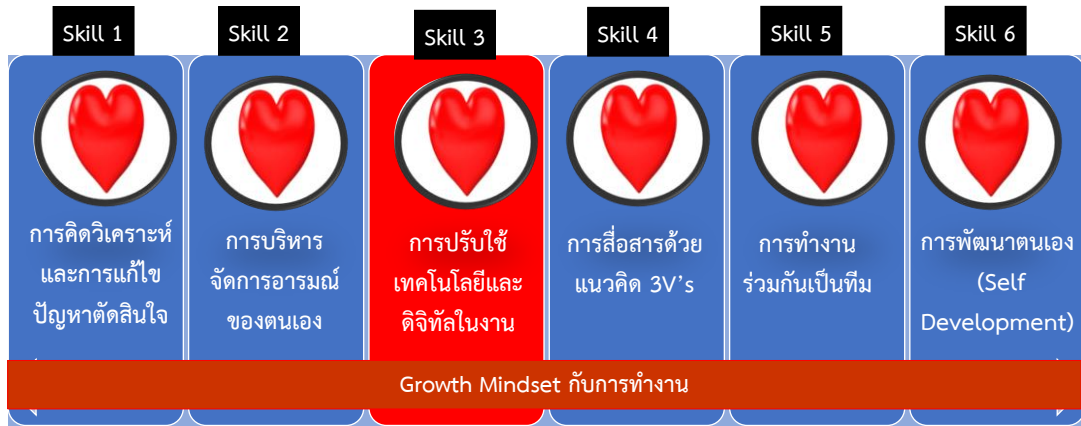 Skill 1
Skill 2
Skill 3
Skill 4
Skill 5
Skill 6
การคิดวิเคราะห์
และการแก้ไข
ปัญหาตัดสินใจ
การบริหาร
จัดการอารมณ์
ของตนเอง
การปรับใช้
เทคโนโลยีและ
ดิจิทัลในงาน
การสื่อสารด้วย
แนวคิด 3V's
การทำงาน
ร่วมกันเป็นทีม
การพัฒนาตนเอง
(Self
Development)
Growth Mindset กับการทำงาน